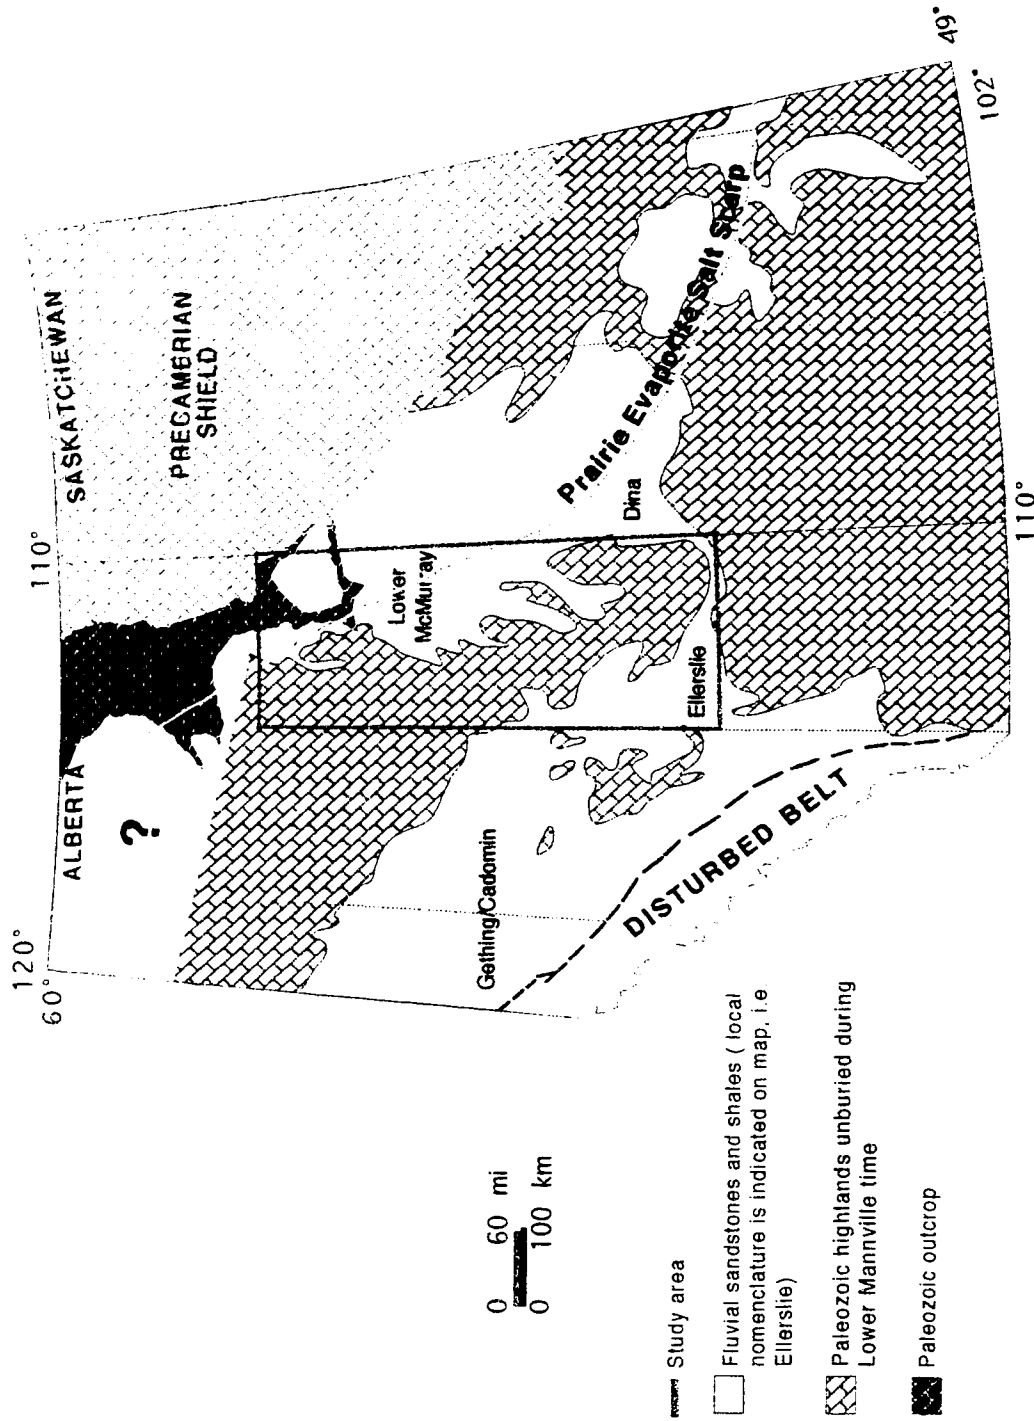 120°
60°
110°
ALBERTA
SASKATCHEWAN
?
PRECAMBRIAN
SHIELD
Lower
McMurray
Gething/Cadomin
Ellerslie
Dina
Prairie Evaporite Salt Scarp
DISTURBED BELT
110°
49°
102°
0 60 mi
0 100 km
Study area
Fluvial sandstones and shales ( local
nomenclature is indicated on map, i.e
Ellerslie)
Paleozoic highlands unburied during
Lower Mannville time
Paleozoic outcrop